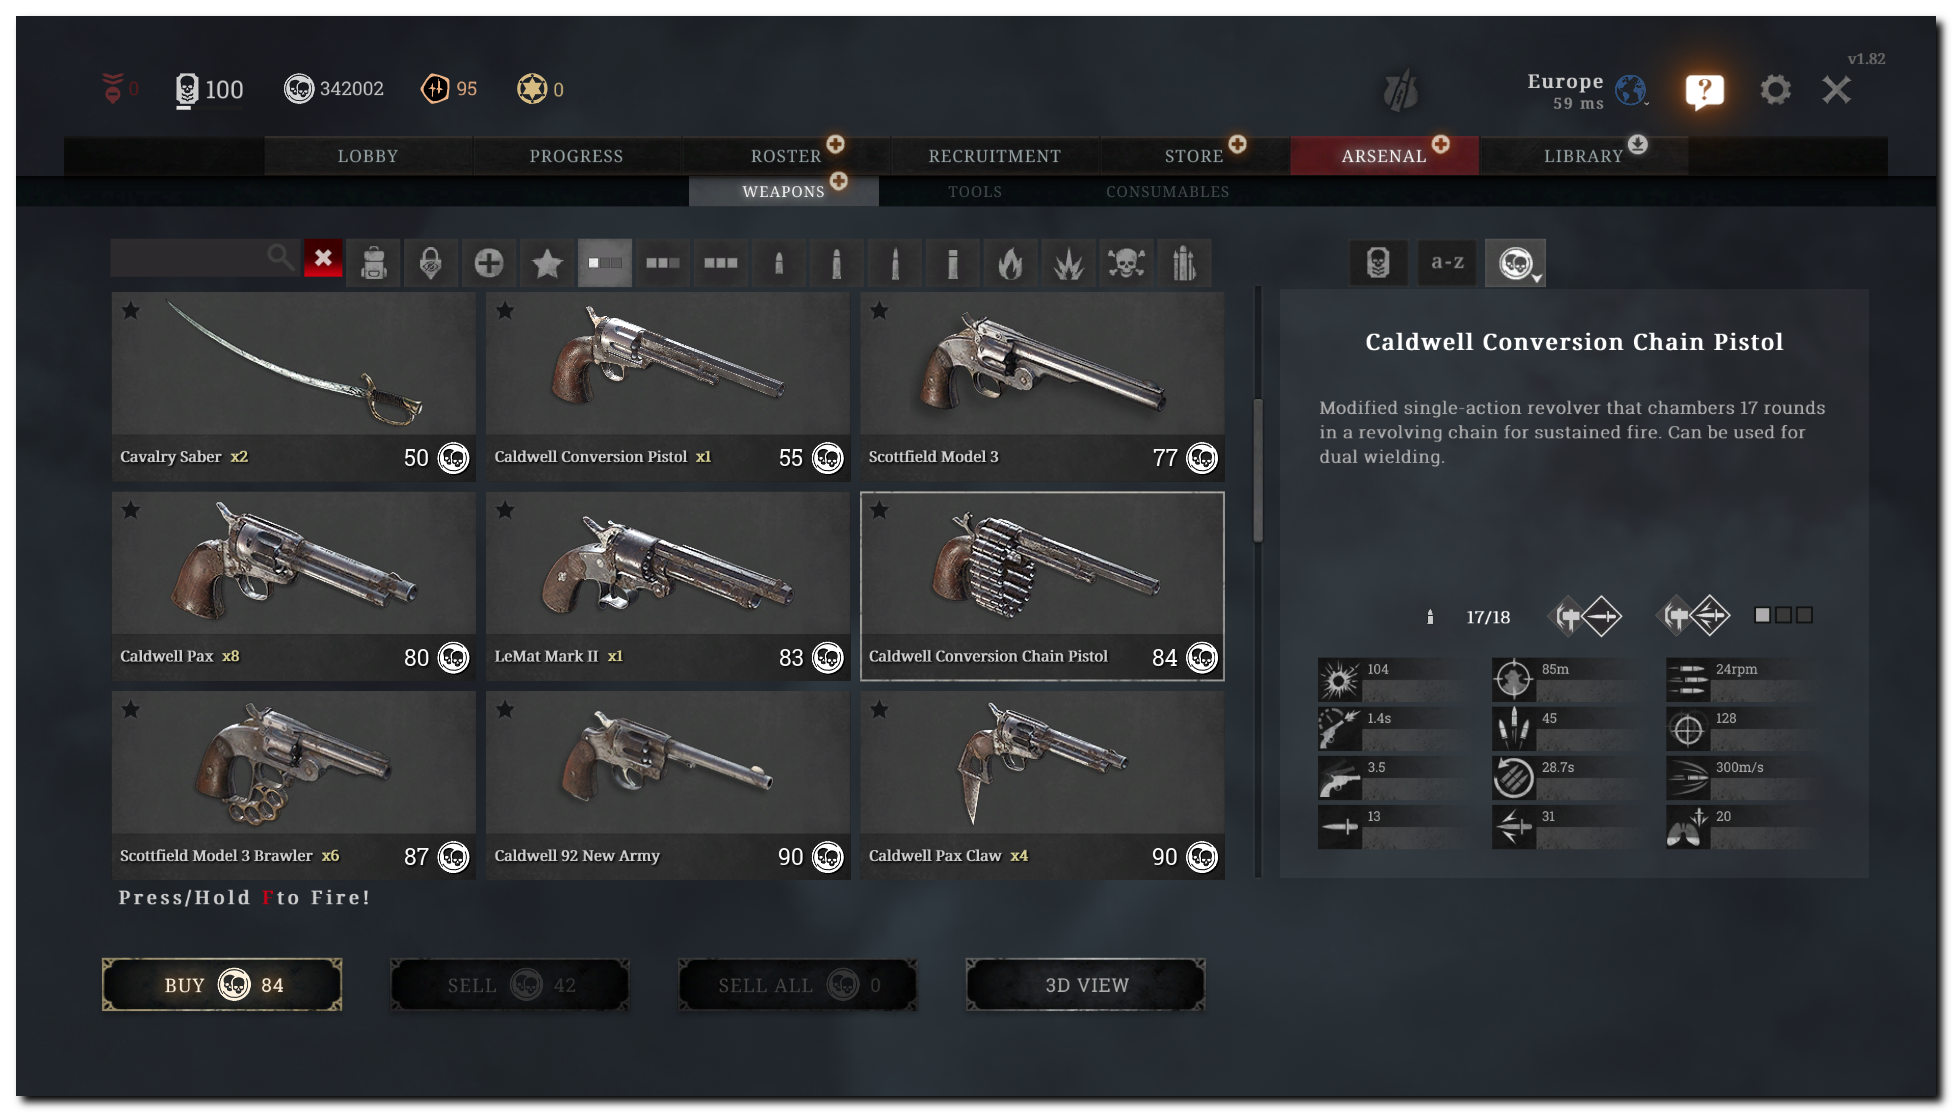 v1.82
0
100
342002
95
0
Europe
59 ms
?
LOBBY
PROGRESS
ROSTER
RECRUITMENT
STORE
ARSENAL
LIBRARY
WEAPONS
TOOLS
CONSUMABLES
a-z
Cavalry Saber x2 50
Caldwell Conversion Pistol x1 55
Scottfield Model 3 77
Caldwell Pax x8 80
LeMat Mark II x1 83
Caldwell Conversion Chain Pistol 84
Scottfield Model 3 Brawler x6 87
Caldwell 92 New Army 90
Caldwell Pax Claw x4 90
Press/Hold F to Fire!
BUY 84
SELL 42
SELL ALL 0
3D VIEW
Caldwell Conversion Chain Pistol
Modified single-action revolver that chambers 17 rounds
in a revolving chain for sustained fire. Can be used for
dual wielding.
17/18
104 85m 24rpm
1.4s 45 128
3.5 28.7s 300m/s
13 31 20